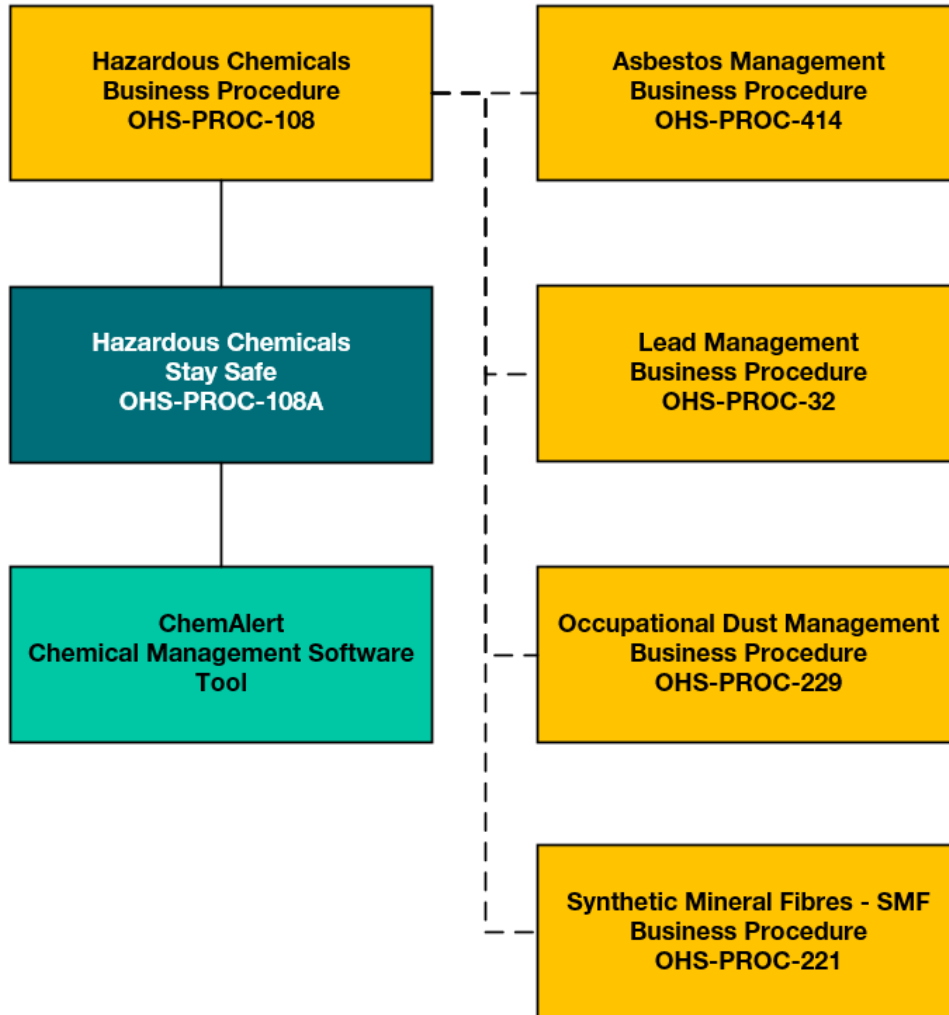 Hazardous Chemicals
Business Procedure
OHS-PROC-108
Asbestos Management
Business Procedure
OHS-PROC-414
Hazardous Chemicals
Stay Safe
OHS-PROC-108A
Lead Management
Business Procedure
OHS-PROC-32
ChemAlert
Chemical Management Software
Tool
Occupational Dust Management
Business Procedure
OHS-PROC-229
Synthetic Mineral Fibres - SMF
Business Procedure
OHS-PROC-221